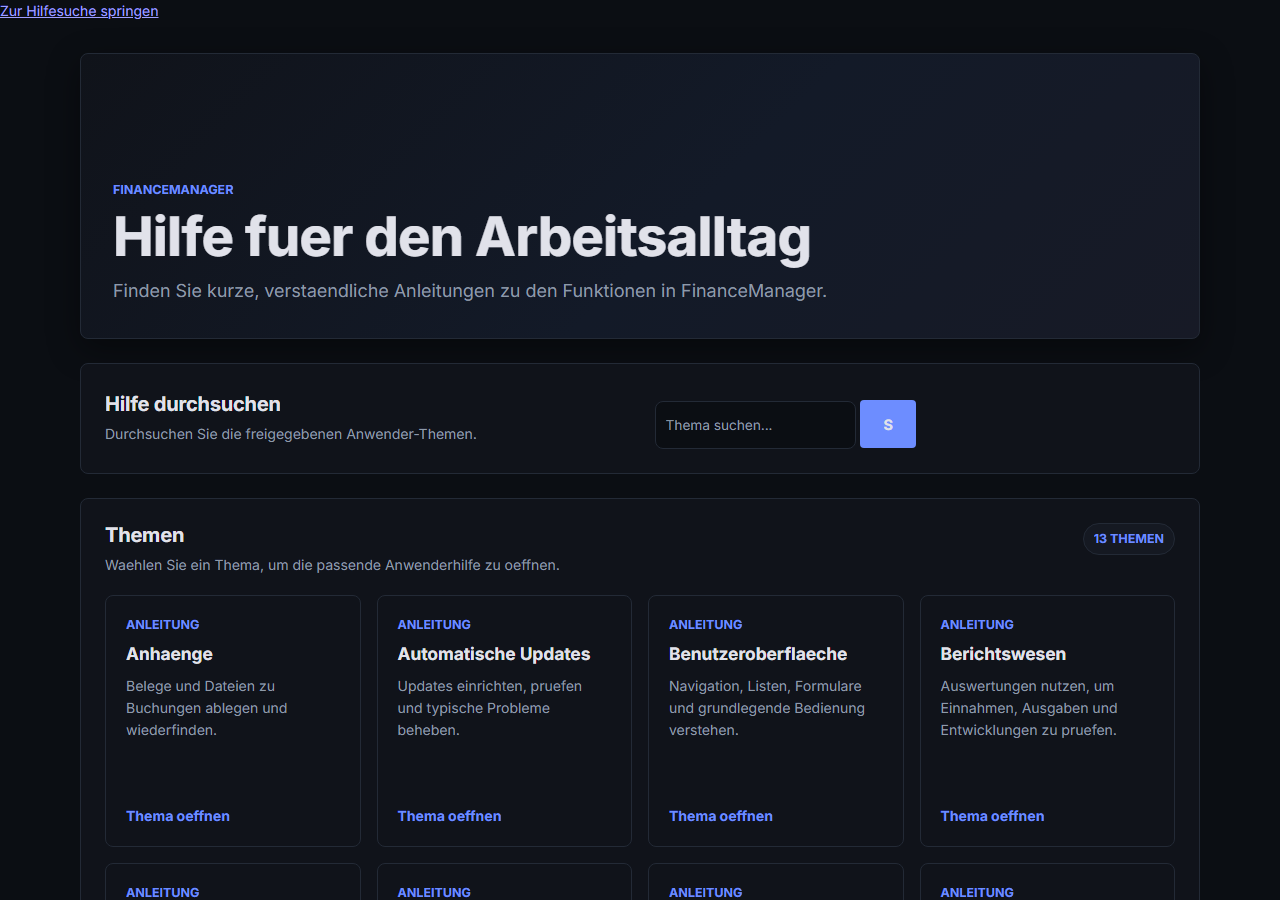 Zur Hilfesuche springen
FINANCEMANAGER
Hilfe fuer den Arbeitsalltag
Finden Sie kurze, verstaendliche Anleitungen zu den Funktionen in FinanceManager.
Hilfe durchsuchen
Durchsuchen Sie die freigegebenen Anwender-Themen.
Thema suchen...
S
Themen
Waehlen Sie ein Thema, um die passende Anwenderhilfe zu oeffnen.
13 THEMEN
ANLEITUNG
Anhaenge
Belege und Dateien zu
Buchungen ablegen und
wiederfinden.
Thema oeffnen
ANLEITUNG
Automatische Updates
Updates einrichten, pruefen
und typische Probleme
beheben.
Thema oeffnen
ANLEITUNG
Benutzeroberflaeche
Navigation, Listen, Formulare
und grundlegende Bedienung
verstehen.
Thema oeffnen
ANLEITUNG
Berichtswesen
Auswertungen nutzen, um
Einnahmen, Ausgaben und
Entwicklungen zu pruefen.
Thema oeffnen
ANLEITUNG
ANLEITUNG
ANLEITUNG
ANLEITUNG